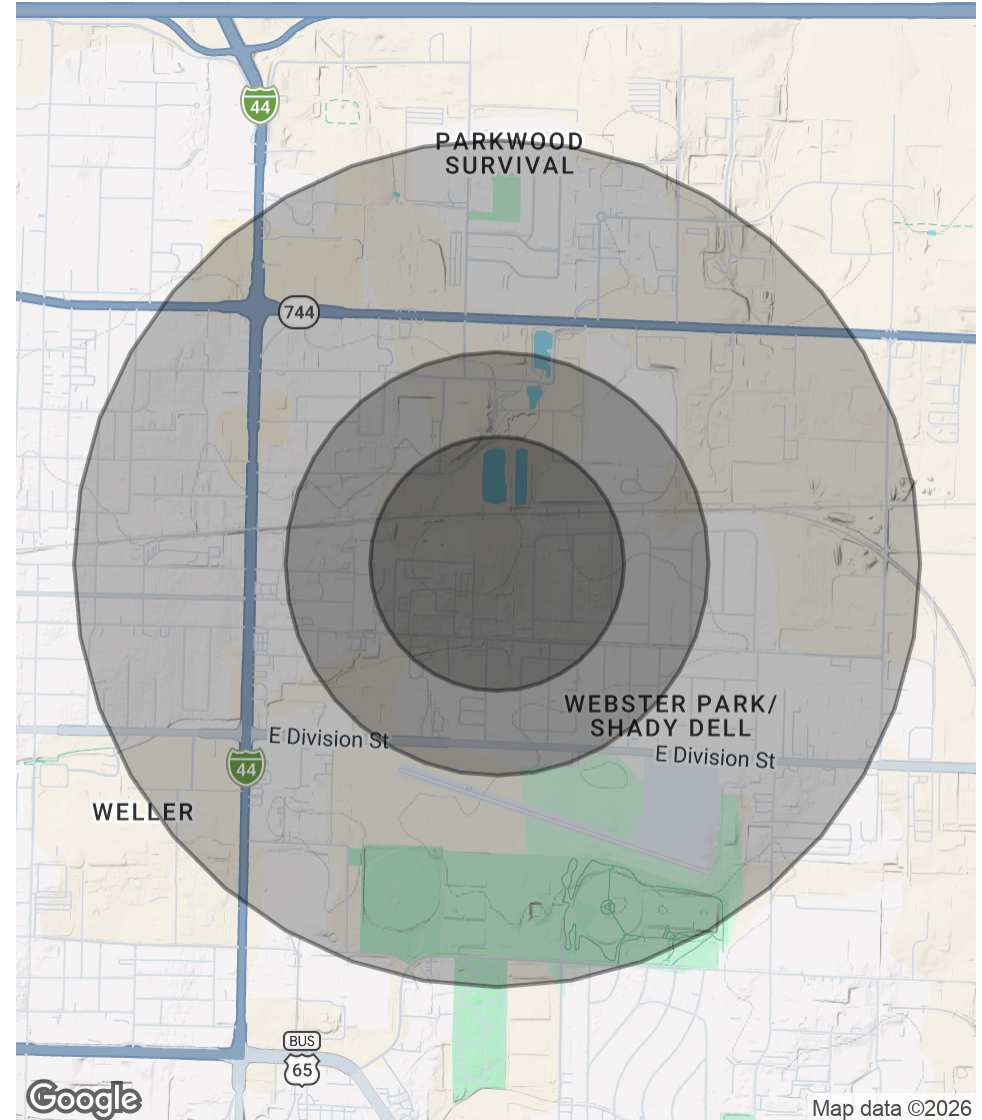 44
PARKWOOD
SURVIVAL
744
WEBSTER PARK/
SHADY DELL
E Division St
E Division St
44
WELLER
BUS
65
Google
Map data ©2026